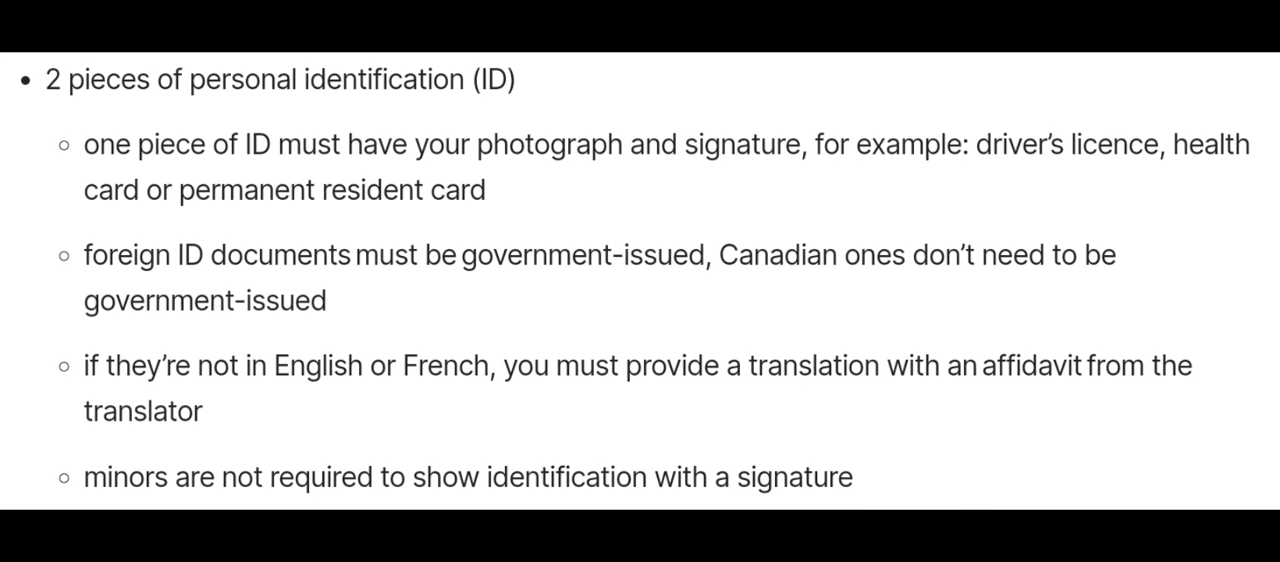 • 2 pieces of personal identification (ID)
◦ one piece of ID must have your photograph and signature, for example: driver’s licence, health
card or permanent resident card
◦ foreign ID documents must be government-issued, Canadian ones don’t need to be
government-issued
◦ if they’re not in English or French, you must provide a translation with an affidavit from the
translator
◦ minors are not required to show identification with a signature